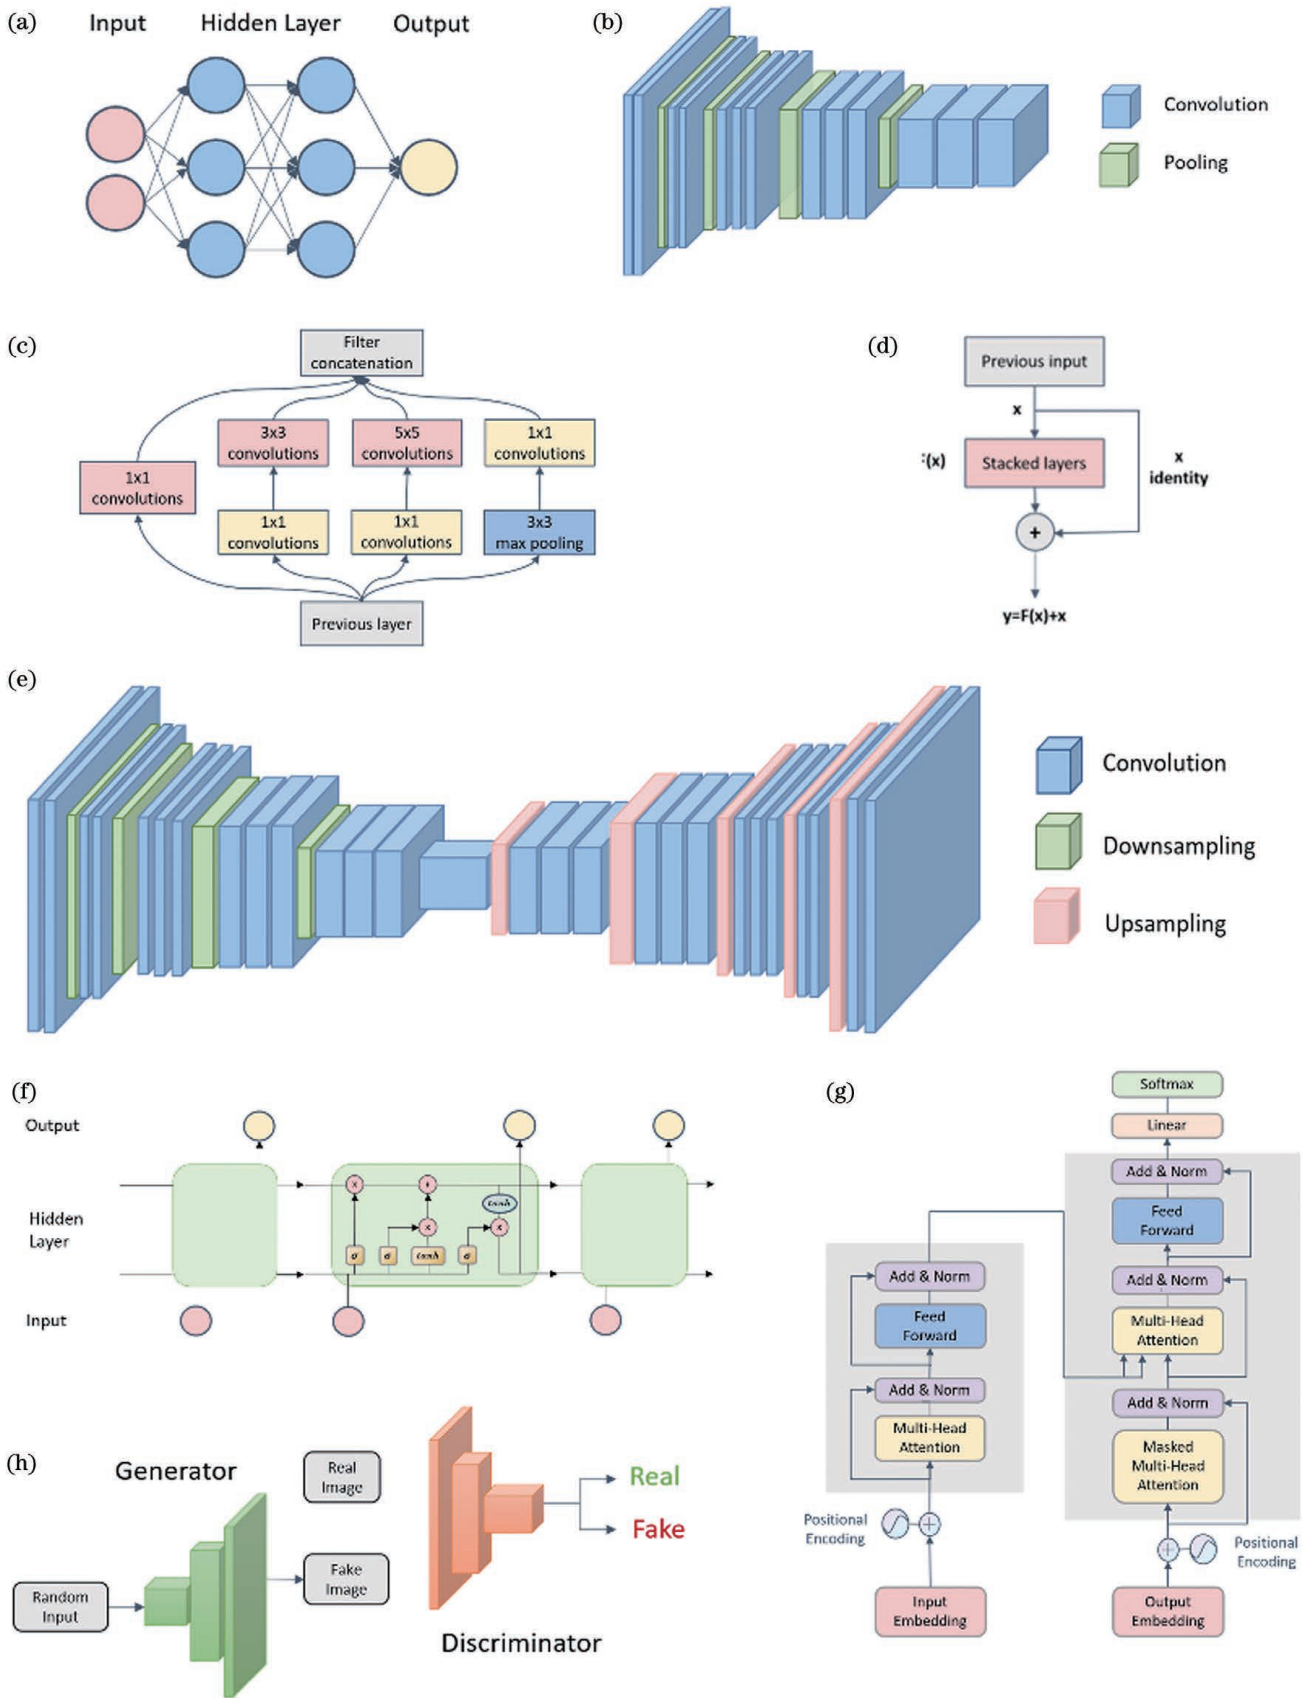 (a)
Input
Hidden Layer
Output
(b)
Convolution
Pooling
(c)
Filter
concatenation
3x3
convolutions
5x5
convolutions
1x1
convolutions
1x1
convolutions
1x1
convolutions
1x1
convolutions
3x3
max pooling
Previous layer
(d)
Previous input
x
:(x)
Stacked layers
x
identity
+
y=F(x)+x
(e)
Convolution
Downsampling
Upsampling
(f)
Output
Hidden
Layer
Input
x
tanh
x
x
σ
σ
tanh
σ
(g)
Softmax
Linear
Add & Norm
Feed
Forward
Add & Norm
Multi-Head
Attention
Add & Norm
Masked
Multi-Head
Attention
Positional
Encoding
Output
Embedding
Add & Norm
Feed
Forward
Add & Norm
Multi-Head
Attention
Positional
Encoding
Input
Embedding
(h)
Generator
Real
Image
Real
Fake
Fake
Image
Random
Input
Discriminator